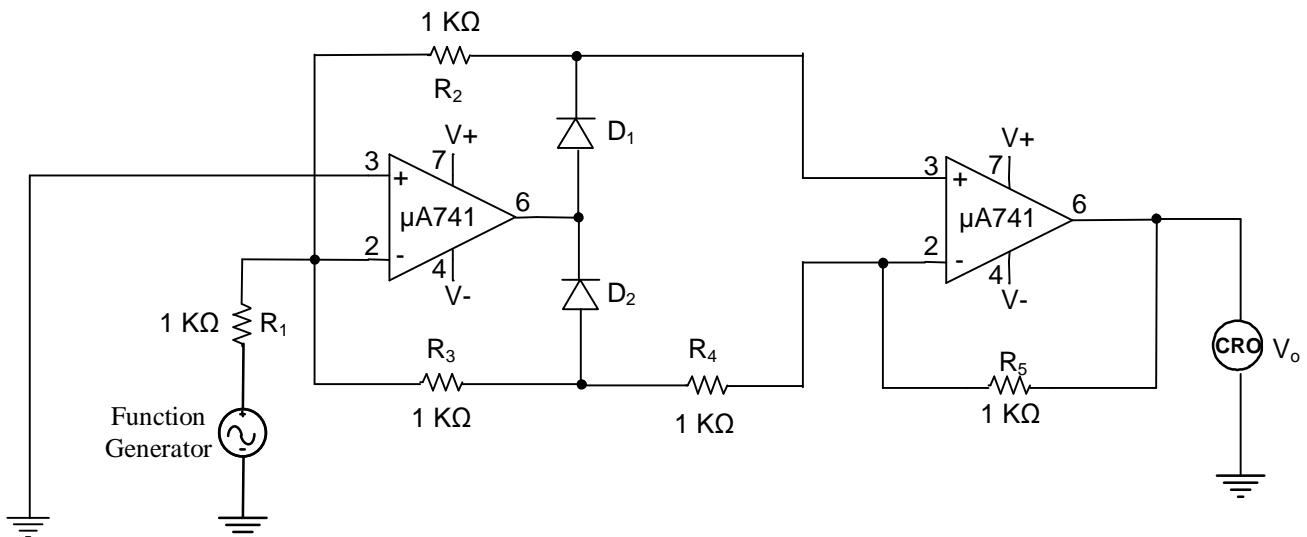 1 KΩ
R2
D1
V+
7
3
+
µA741
6
2
-
4
V-
V+
7
3
+
µA741
6
2
-
4
V-
D2
1 KΩ
R1
R3
1 KΩ
R4
1 KΩ
R5
1 KΩ
CRO
Vo
Function
Generator
+
-